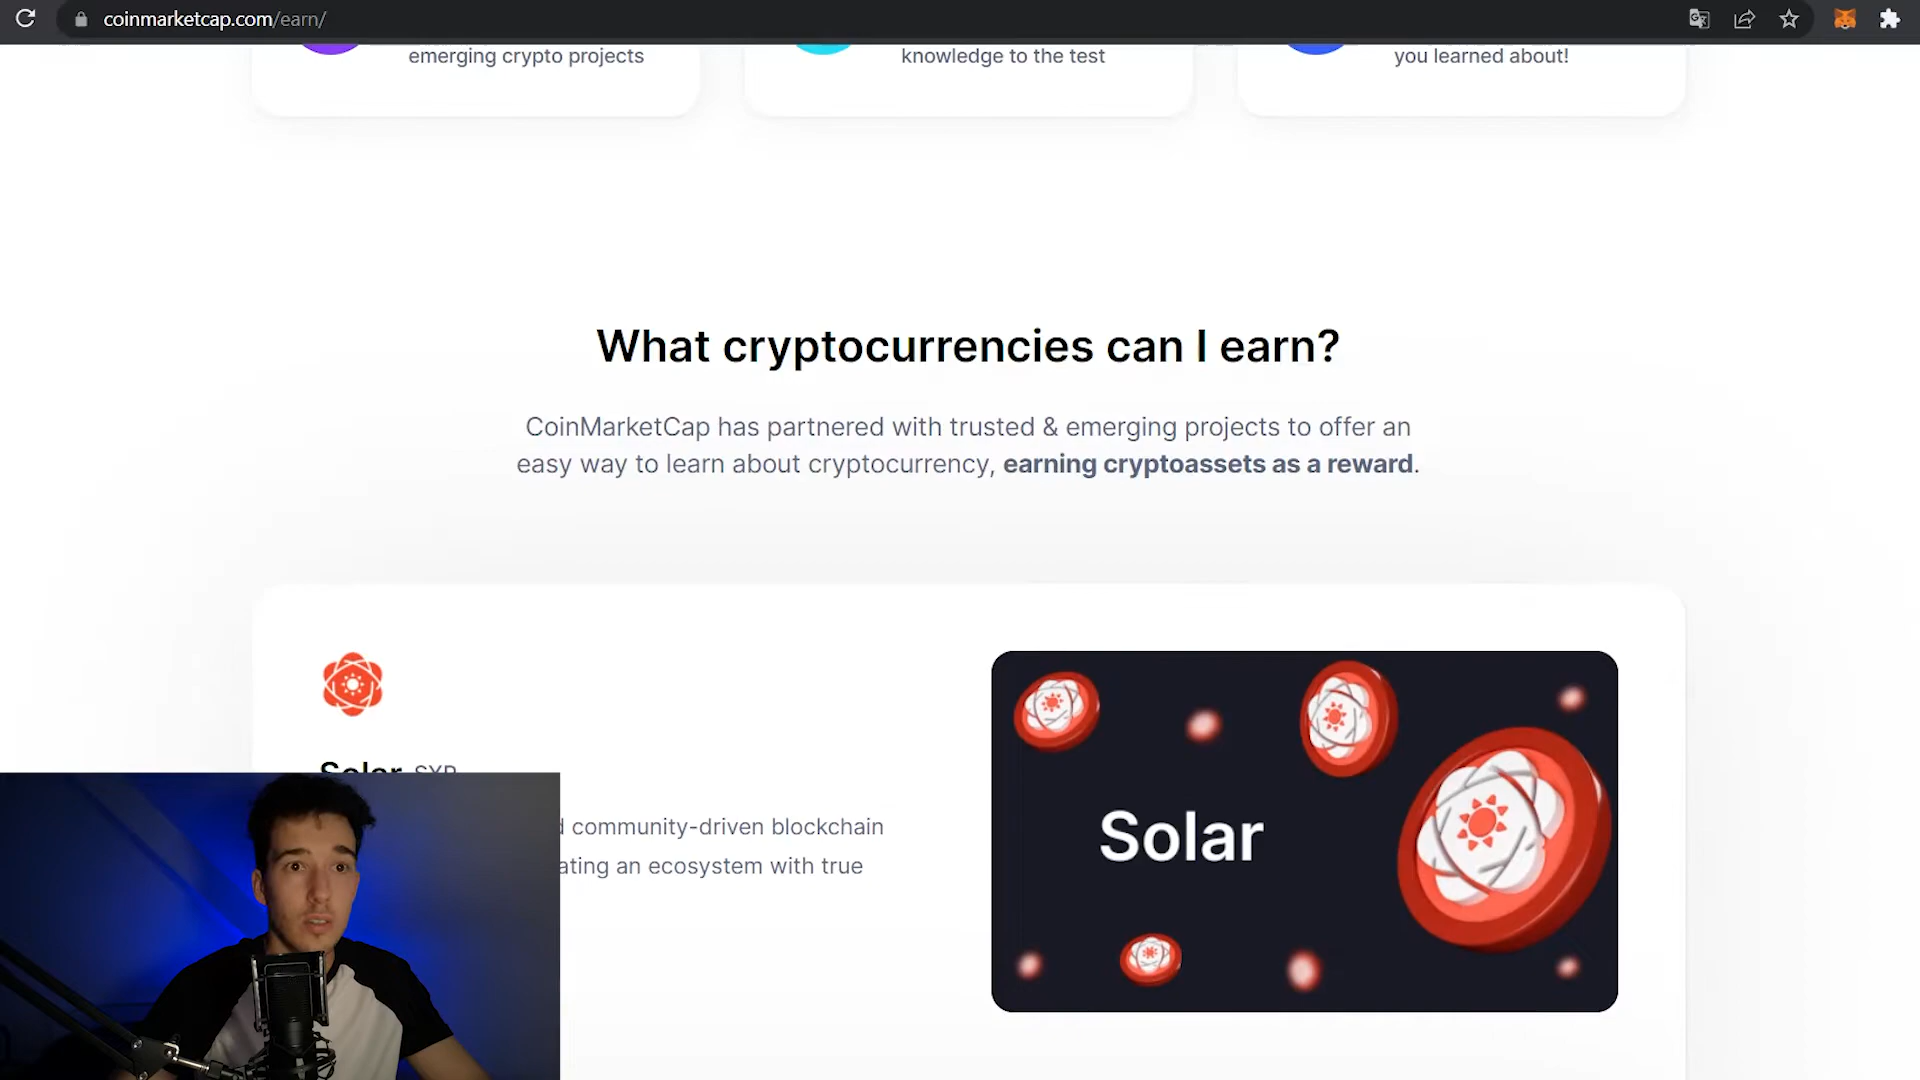 coinmarketcap.com/earn/
emerging crypto projects
knowledge to the test
you learned about!
What cryptocurrencies can I earn?
CoinMarketCap has partnered with trusted & emerging projects to offer an
easy way to learn about cryptocurrency, earning cryptoassets as a reward.
Solar SXP
community-driven blockchain
ating an ecosystem with true
Solar